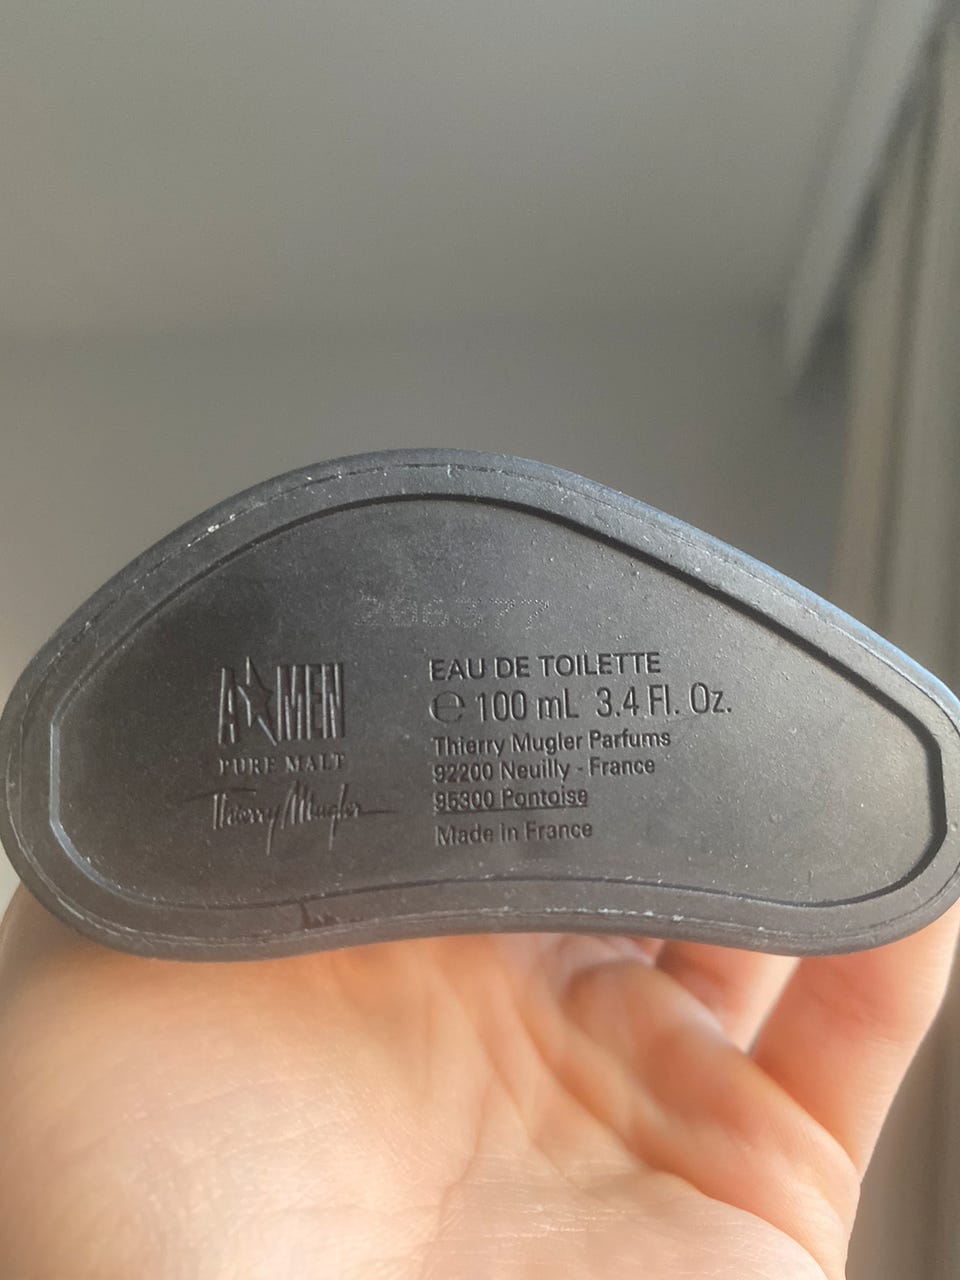 286377
A★MEN
PURE MALT
Thierry Mugler
EAU DE TOILETTE
℮ 100 mL 3.4 Fl. Oz.
Thierry Mugler Parfums
92200 Neuilly - France
95300 Pontoise
Made in France